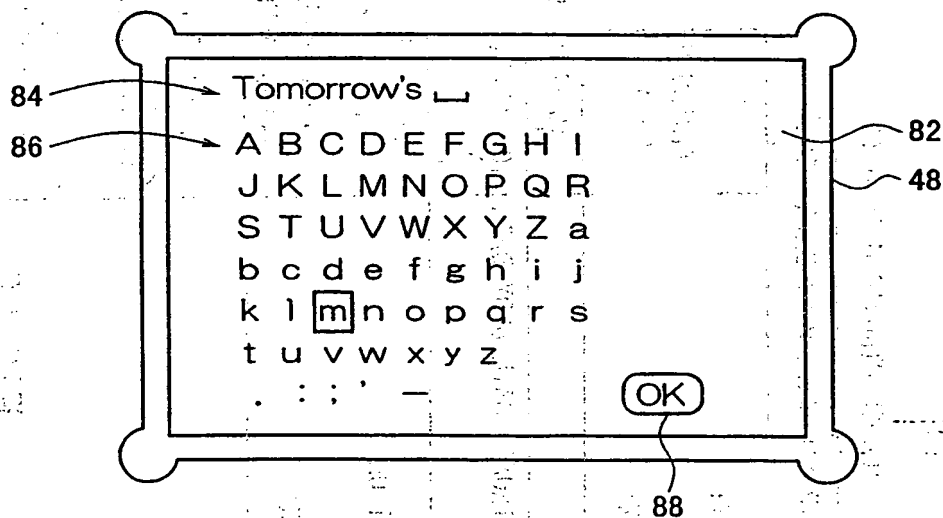 84 Tomorrow's
86 A B C D E F G H I 82
J K L M N O P Q R 48
S T U V W X Y Z a
b c d e f g h i j
k l m n o p q r s
t u v w x y z
. : ; ' —
OK
88